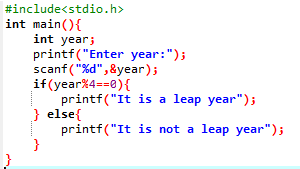 #include<stdio.h>
int main(){
    int year;
    printf("Enter year:");
    scanf("%d",&year);
    if(year%4==0){
        printf("It is a leap year");
    } else{
        printf("It is not a leap year");
    }
}